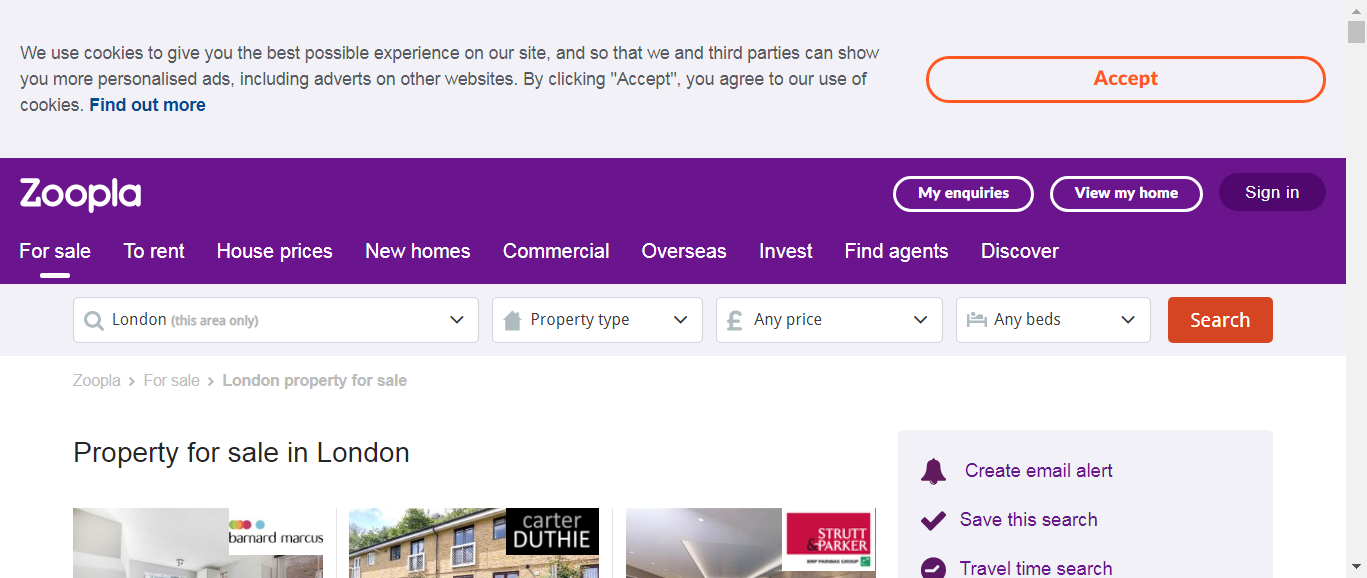 We use cookies to give you the best possible experience on our site, and so that we and third parties can show
you more personalised ads, including adverts on other websites. By clicking "Accept", you agree to our use of
cookies. Find out more
Accept
Zoopla
My enquiries
View my home
Sign in
For sale
To rent
House prices
New homes
Commercial
Overseas
Invest
Find agents
Discover
London (this area only)
Property type
£ Any price
Any beds
Search
Zoopla > For sale > London property for sale
Property for sale in London
Create email alert
Save this search
Travel time search
barnard marcus
carter
DUTHIE
STRUTT
&PARKER
BNP PARIBAS GROUP